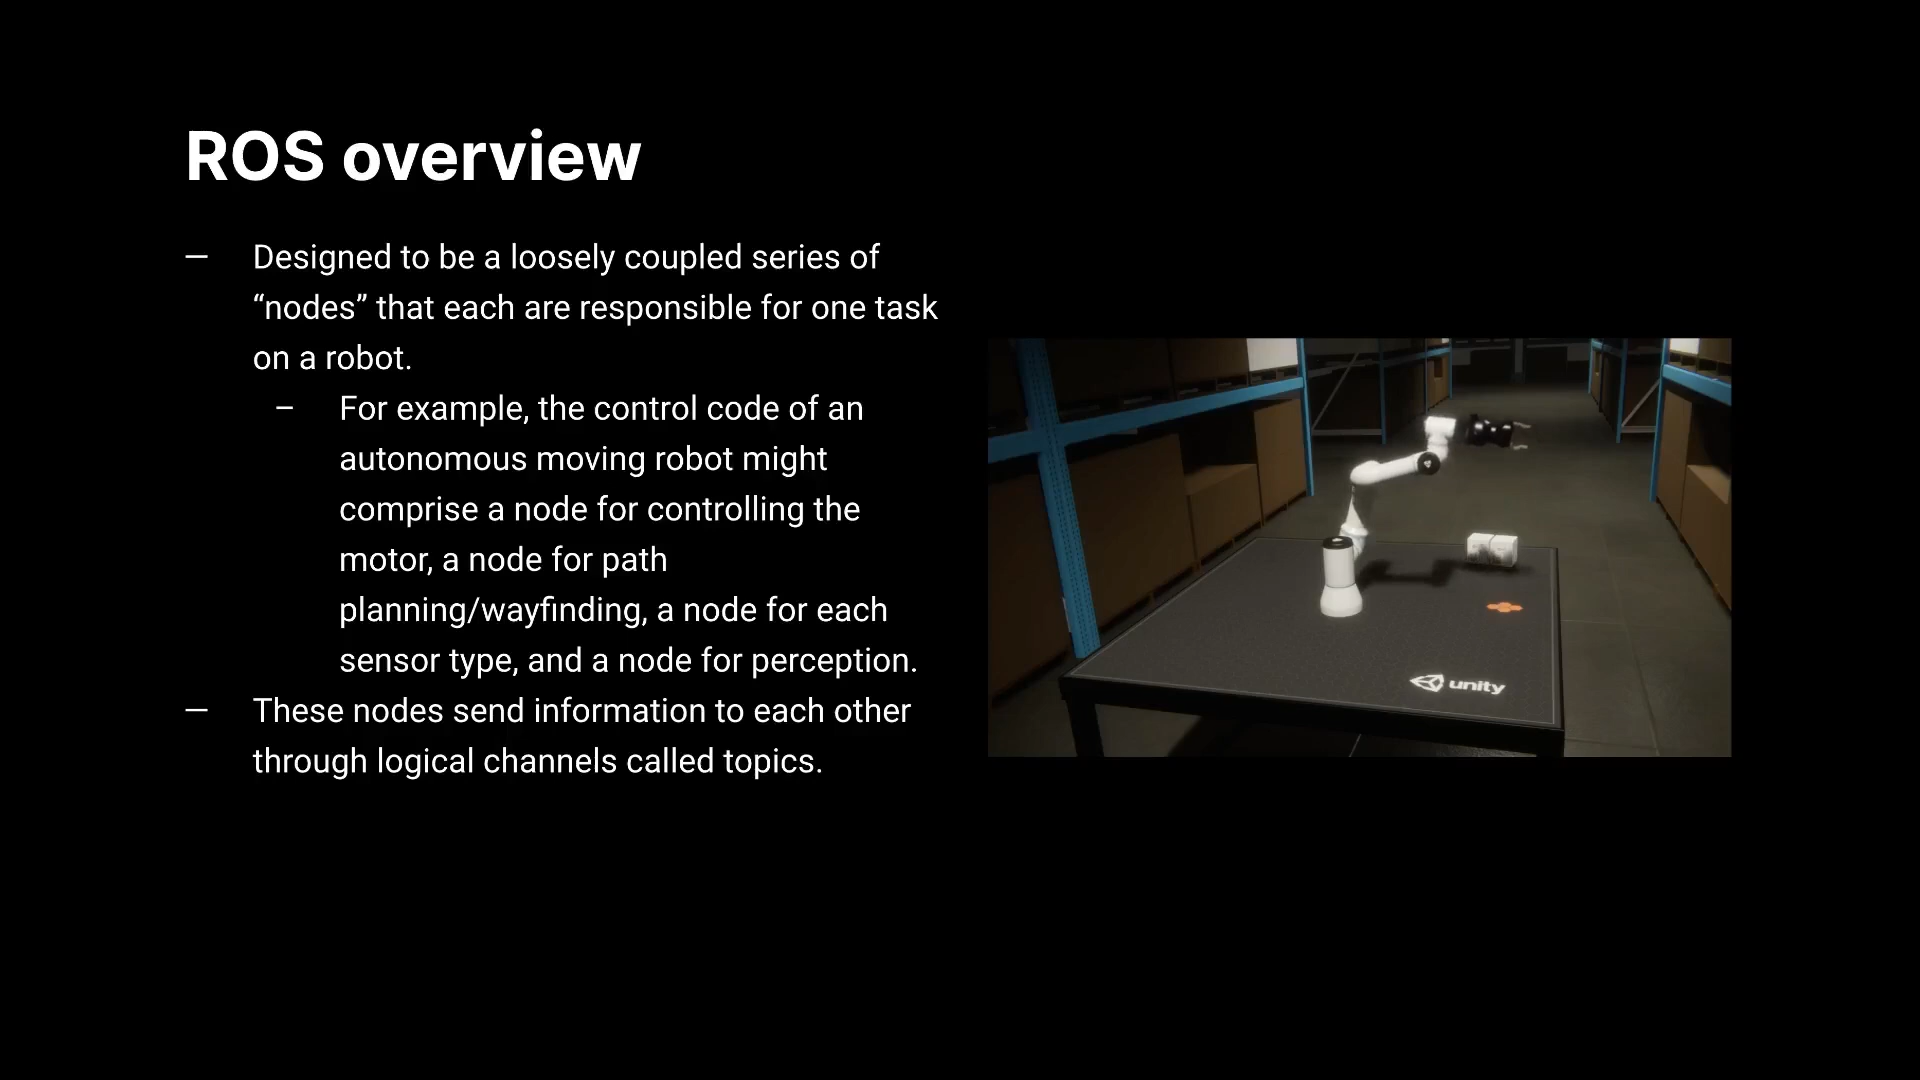 ROS overview
— Designed to be a loosely coupled series of
“nodes” that each are responsible for one task
on a robot.
– For example, the control code of an
autonomous moving robot might
comprise a node for controlling the
motor, a node for path
planning/wayfinding, a node for each
sensor type, and a node for perception.
— These nodes send information to each other
through logical channels called topics.
unity